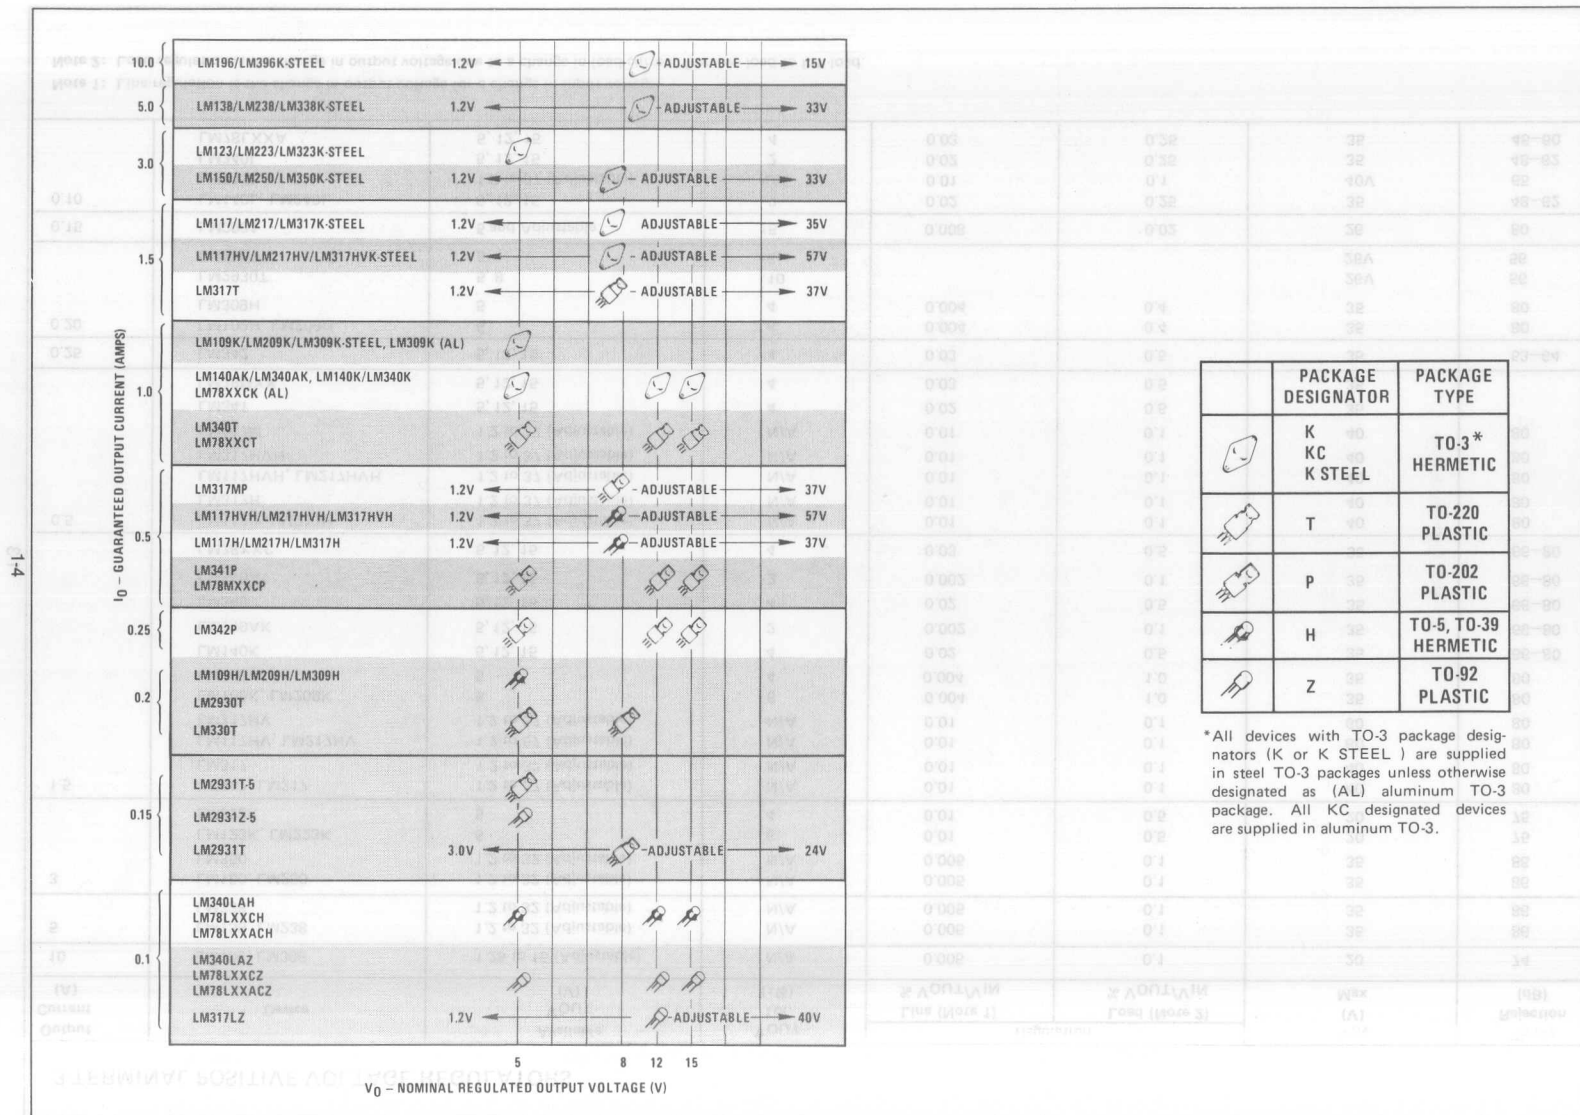 10.0
LM196/LM396K-STEEL 1.2V ADJUSTABLE 15V
5.0
LM138/LM238/LM338K-STEEL 1.2V ADJUSTABLE 33V
3.0
LM123/LM223/LM323K-STEEL
LM150/LM250/LM350K-STEEL 1.2V ADJUSTABLE 33V
1.5
LM117/LM217/LM317K-STEEL 1.2V ADJUSTABLE 35V
LM117HV/LM217HV/LM317HVK-STEEL 1.2V ADJUSTABLE 57V
LM317T 1.2V ADJUSTABLE 37V
1.0
LM109K/LM209K/LM309K-STEEL, LM309K (AL)
LM140AK/LM340AK, LM140K/LM340K
LM78XXCK (AL)
LM340T
LM78XXCT
0.5
LM317MP 1.2V ADJUSTABLE 37V
LM117HVH/LM217HVH/LM317HVH 1.2V ADJUSTABLE 57V
LM117H/LM217H/LM317H 1.2V ADJUSTABLE 37V
LM341P
LM78MXXCP
0.25
LM342P
0.2
LM109H/LM209H/LM309H
LM2930T
LM330T
0.15
LM2931T-5
LM2931Z-5
LM2931T 3.0V ADJUSTABLE 24V
0.1
LM340LAH
LM78LXXCH
LM78LXXACH
LM340LAZ
LM78LXXCZ
LM78LXXACZ
LM317LZ 1.2V ADJUSTABLE 40V
IO – GUARANTEED OUTPUT CURRENT (AMPS)
5 8 12 15
VO – NOMINAL REGULATED OUTPUT VOLTAGE (V)
1-4
PACKAGE DESIGNATOR
PACKAGE TYPE
K
KC
K STEEL
TO-3*
HERMETIC
T
TO-220
PLASTIC
P
TO-202
PLASTIC
H
TO-5, TO-39
HERMETIC
Z
TO-92
PLASTIC
*All devices with TO-3 package desig-
nators (K or K STEEL ) are supplied
in steel TO-3 packages unless otherwise
designated as (AL) aluminum TO-3
package. All KC designated devices
are supplied in aluminum TO-3.